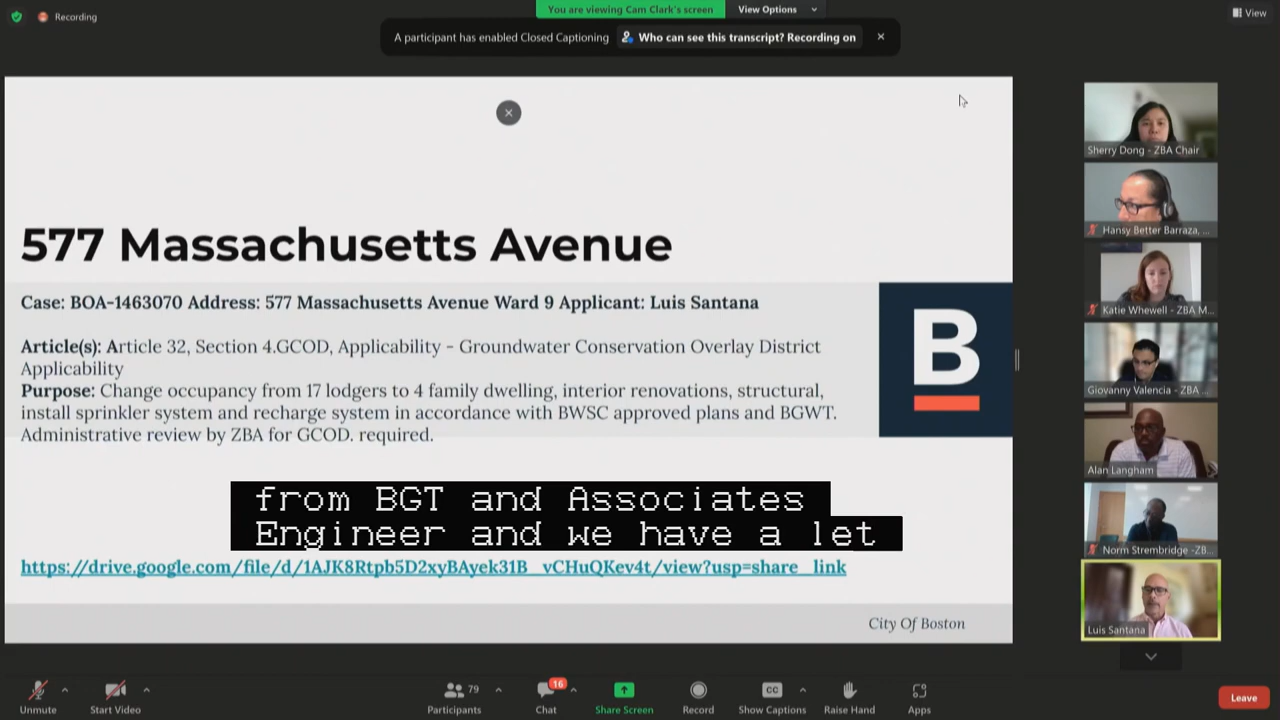 Recording
You are viewing Cam Clark's screen
View Options
View
A participant has enabled Closed Captioning
Who can see this transcript? Recording on
577 Massachusetts Avenue
Case: BOA-1463070 Address: 577 Massachusetts Avenue Ward 9 Applicant: Luis Santana
Article(s): Article 32, Section 4.GCOD, Applicability - Groundwater Conservation Overlay District
Applicability
Purpose: Change occupancy from 17 lodgers to 4 family dwelling, interior renovations, structural,
install sprinkler system and recharge system in accordance with BWSC approved plans and BGWT.
Administrative review by ZBA for GCOD. required.
B
from BGT and Associates
Engineer and we have a let
https://drive.google.com/file/d/1AJK8Rtpb5D2xyBAyek31B_vCHuQKev4t/view?usp=share_link
City Of Boston
Sherry Dong - ZBA Chair
Hansy Better Barraza, ...
Katie Whewell - ZBA M...
Giovanny Valencia - ZBA ...
Alan Langham
Norm Strembridge -ZB...
Luis Santana
Unmute
Start Video
79
Participants
16
Chat
Share Screen
Record
CC
Show Captions
Raise Hand
Apps
Leave